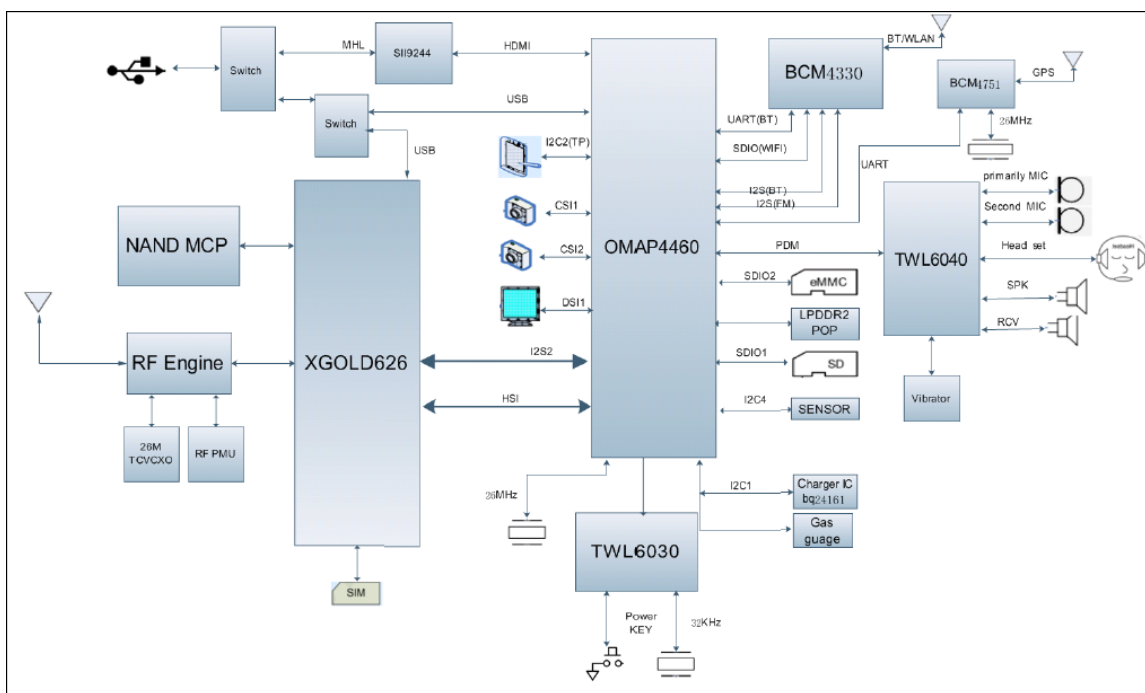 MHL
SII9244
HDMI
Switch
BT/WLAN
BCM4330
GPS
BCM4751
26MHz
Switch
USB
USB
UART(BT)
SDIO(WIFI)
UART
I2S(BT)
I2S(FM)
I2C2(TP)
CSI1
CSI2
DSI1
OMAP4460
primarily MIC
Second MIC
Head set
SPK
RCV
PDM
TWL6040
Vibrator
SDIO2
eMMC
LPDDR2
POP
SDIO1
SD
I2C4
SENSOR
NAND MCP
RF Engine
XGOLD626
I2S2
HSI
26M
TCVCXO
RF PMU
26MHz
I2C1
Charger IC
bq24161
Gas
guage
TWL6030
SIM
Power
KEY
32KHz